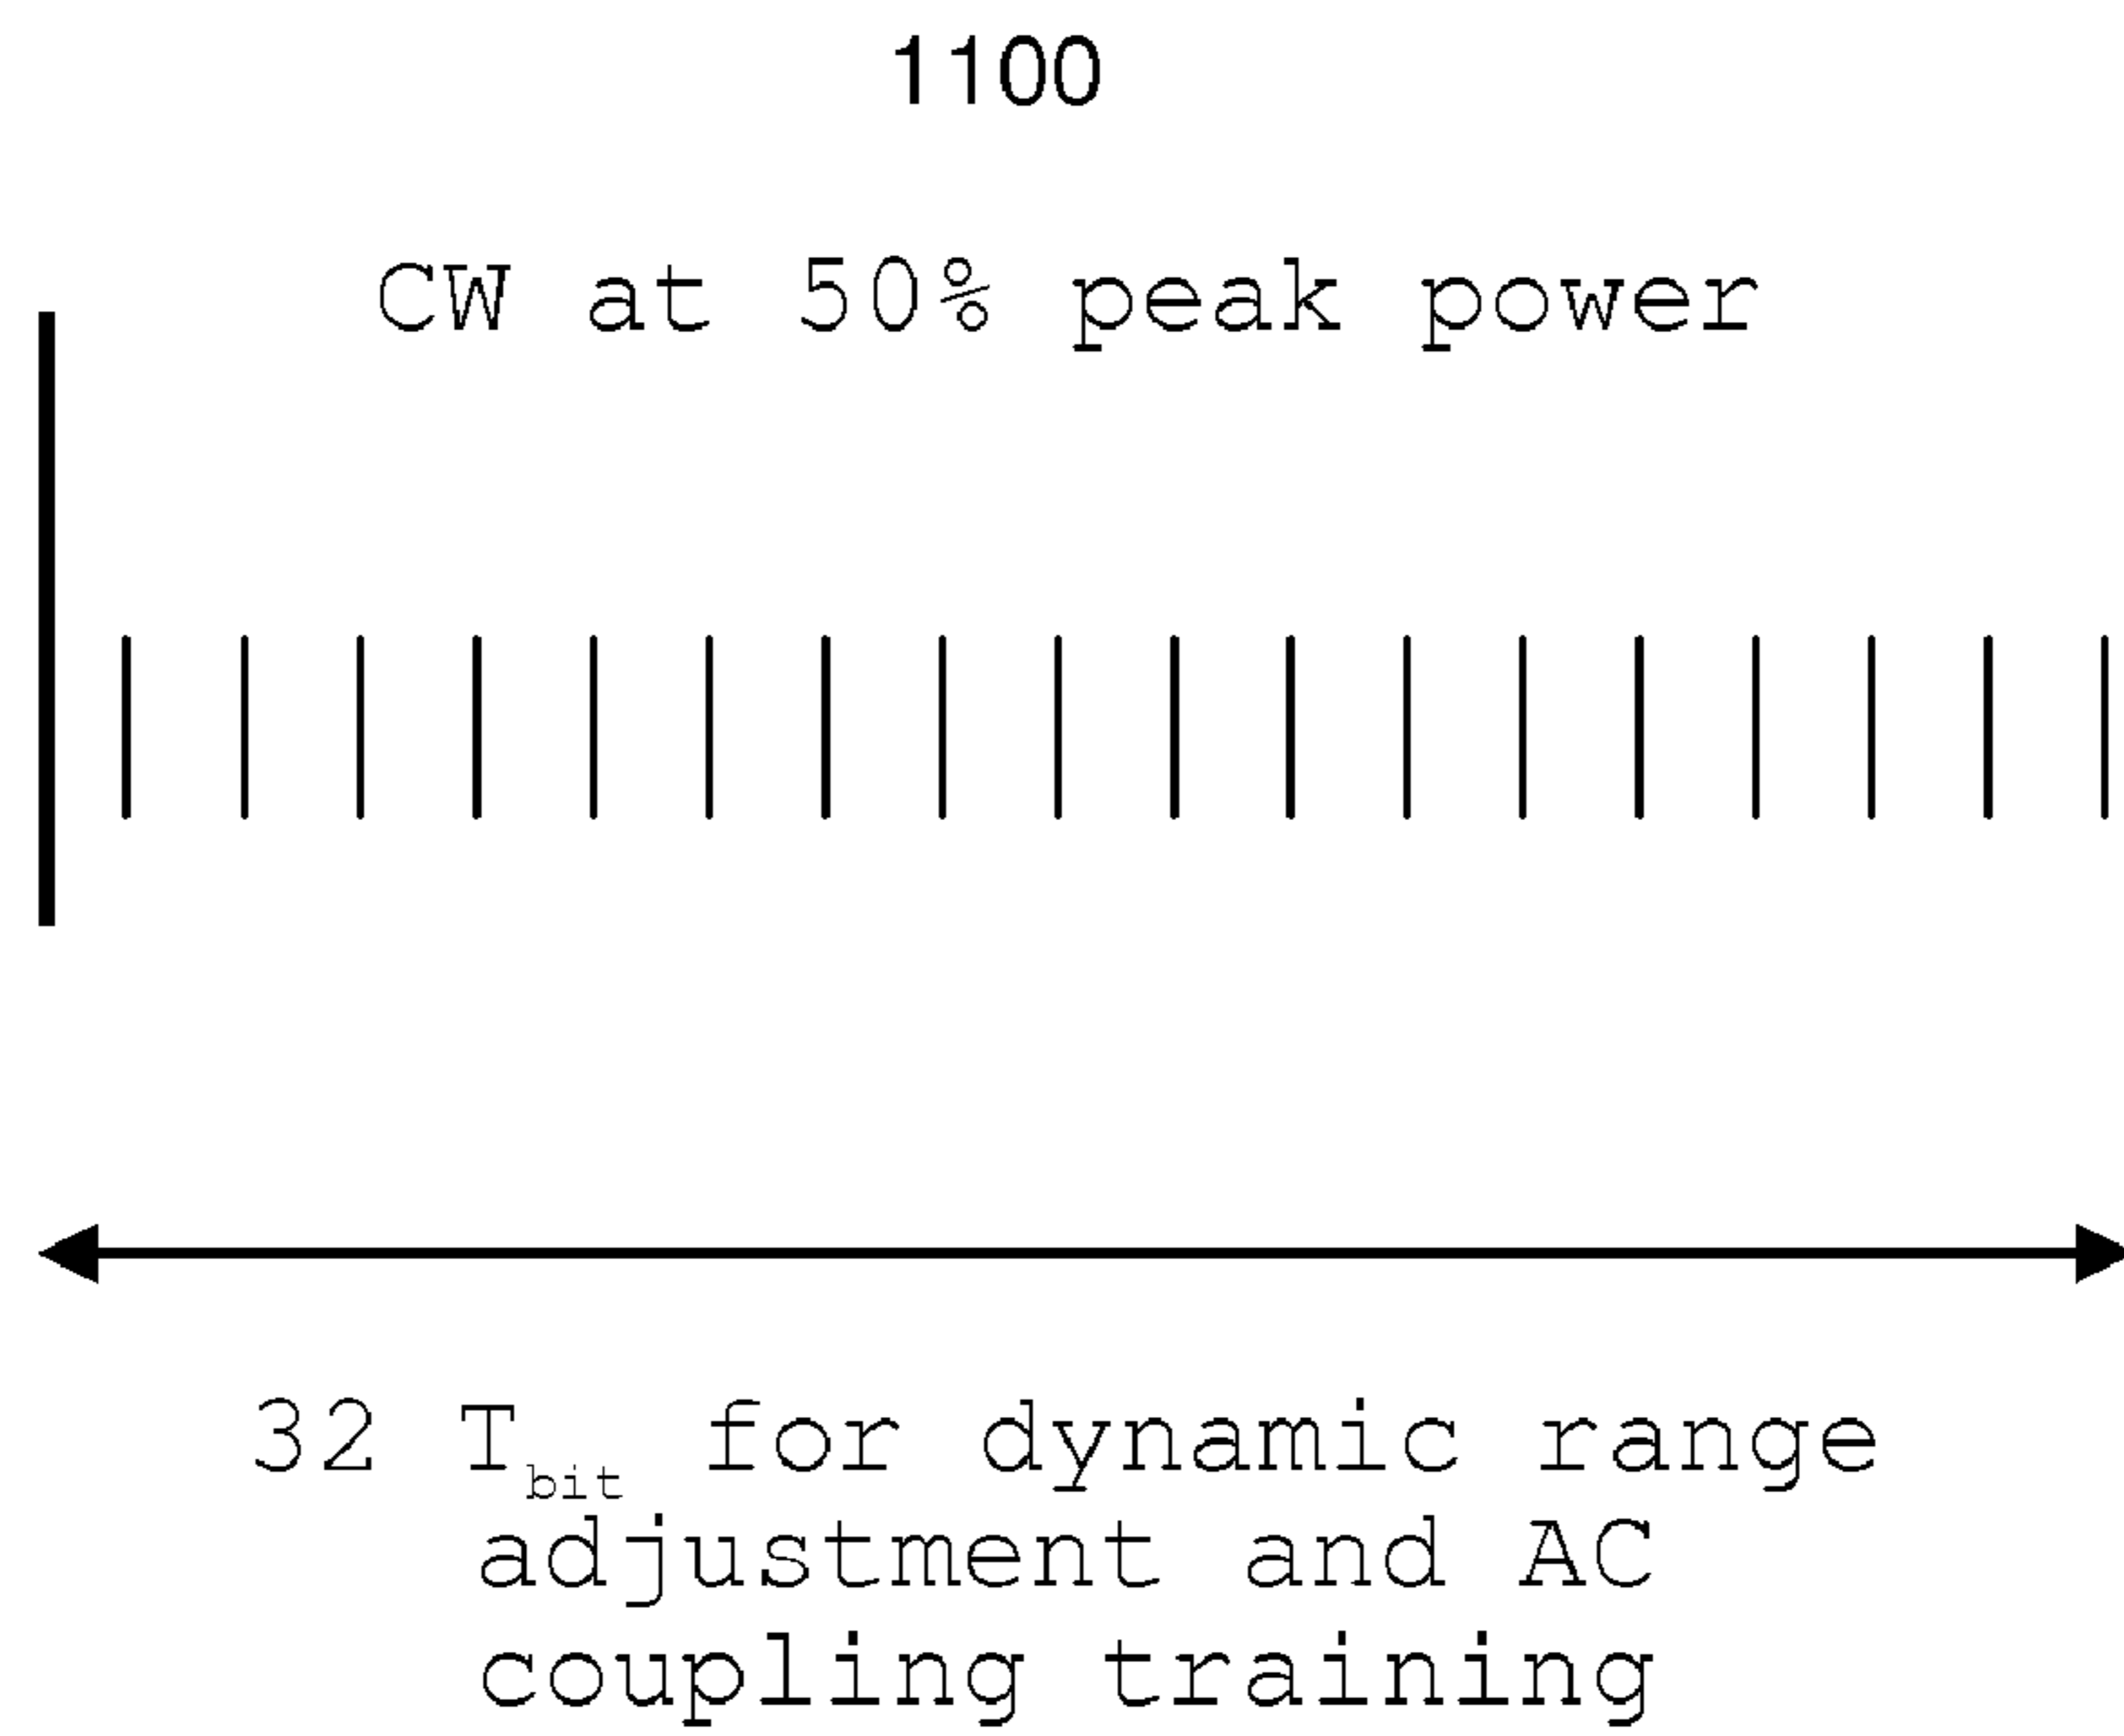 1100
CW at 50% peak power
32 Tbit for dynamic range
adjustment and AC
coupling training